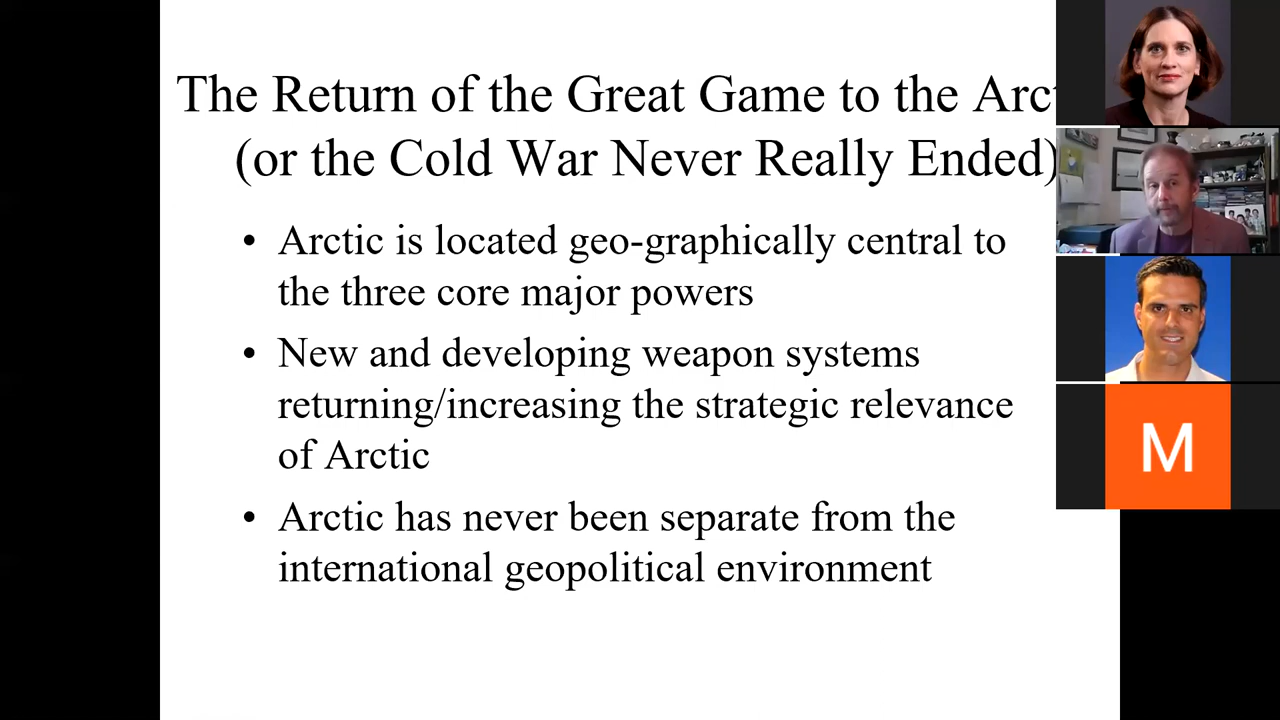 The Return of the Great Game to the Arc
(or the Cold War Never Really Ended)
• Arctic is located geo-graphically central to
the three core major powers
• New and developing weapon systems
returning/increasing the strategic relevance
of Arctic
• Arctic has never been separate from the
international geopolitical environment
M